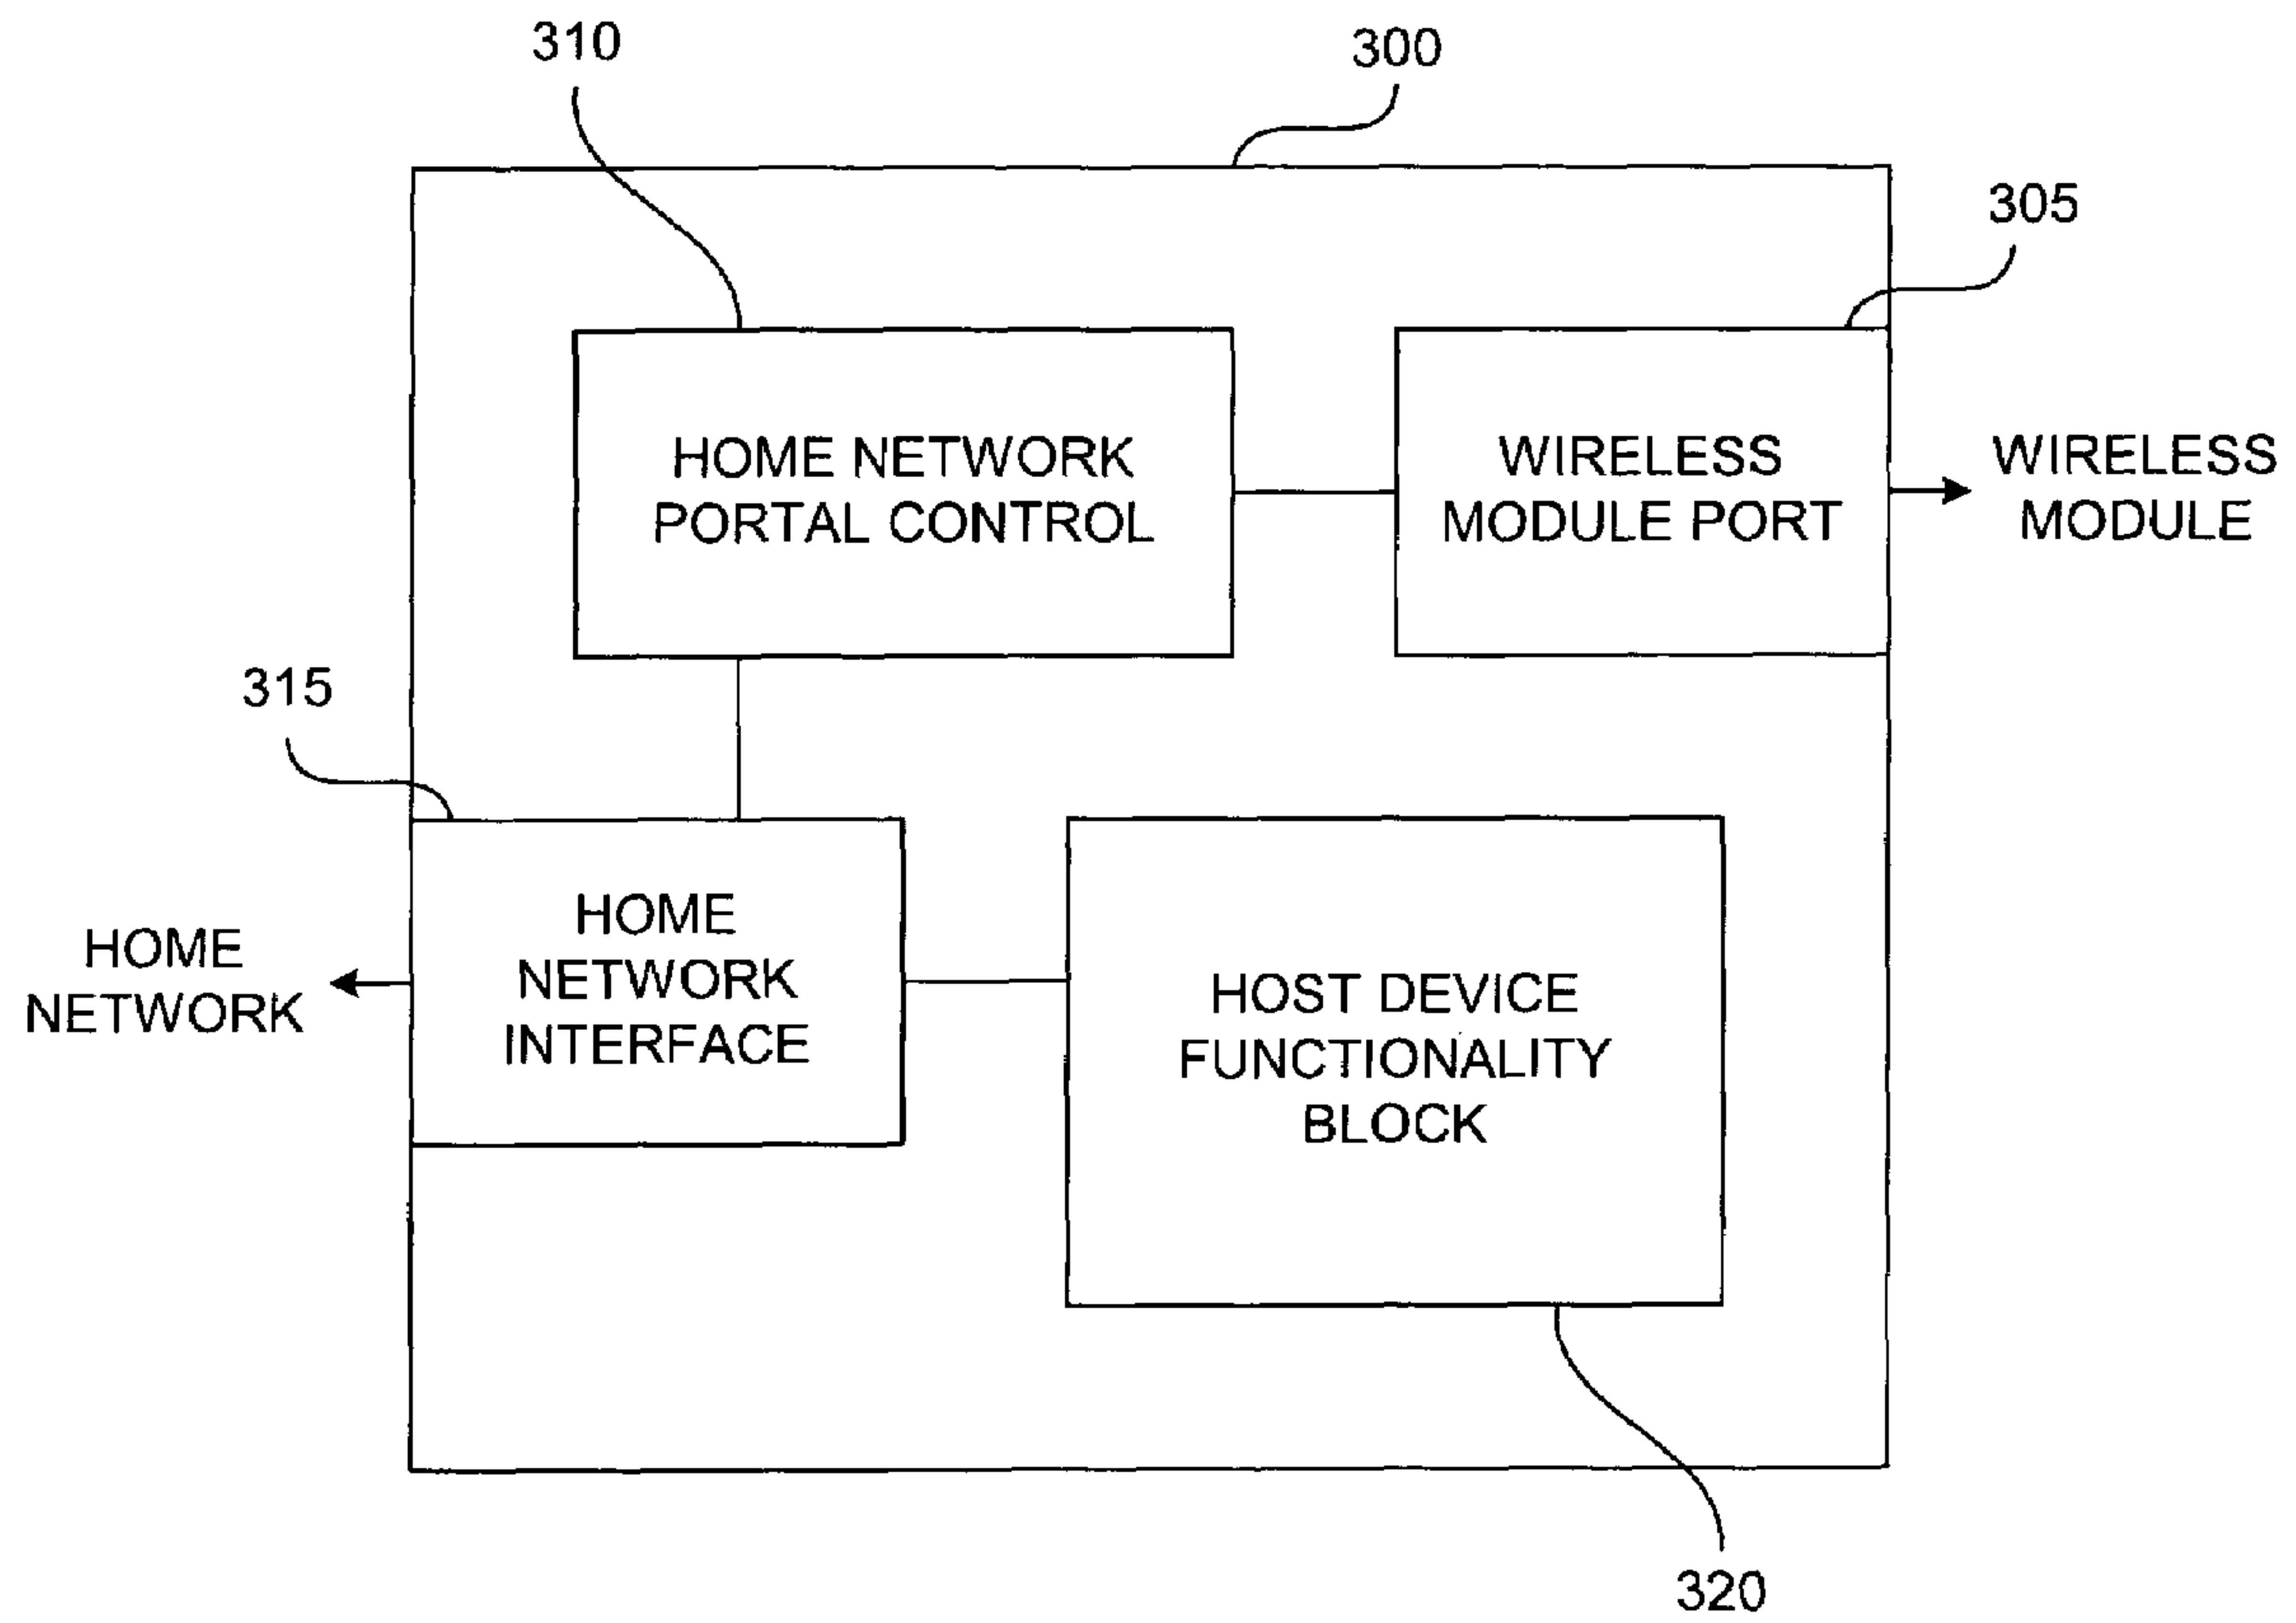 310
300
305
HOME NETWORK
PORTAL CONTROL
WIRELESS
MODULE PORT
WIRELESS
MODULE
315
HOME
NETWORK
HOME
NETWORK
INTERFACE
HOST DEVICE
FUNCTIONALITY
BLOCK
320